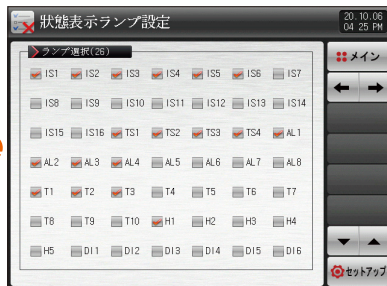 状態表示ランプ設定
20.10.06
04 25 PM
ランプ選択(26)
IS1 IS2 IS3 IS4 IS5 IS6 IS7
IS8 IS9 IS10 IS11 IS12 IS13 IS14
IS15 IS16 TS1 TS2 TS3 TS4 AL1
AL2 AL3 AL4 AL5 AL6 AL7 AL8
T1 T2 T3 T4 T5 T6 T7
T8 T9 T10 H1 H2 H3 H4
H5 DI1 DI2 DI3 DI4 DI5 DI6
メイン
セットアップ